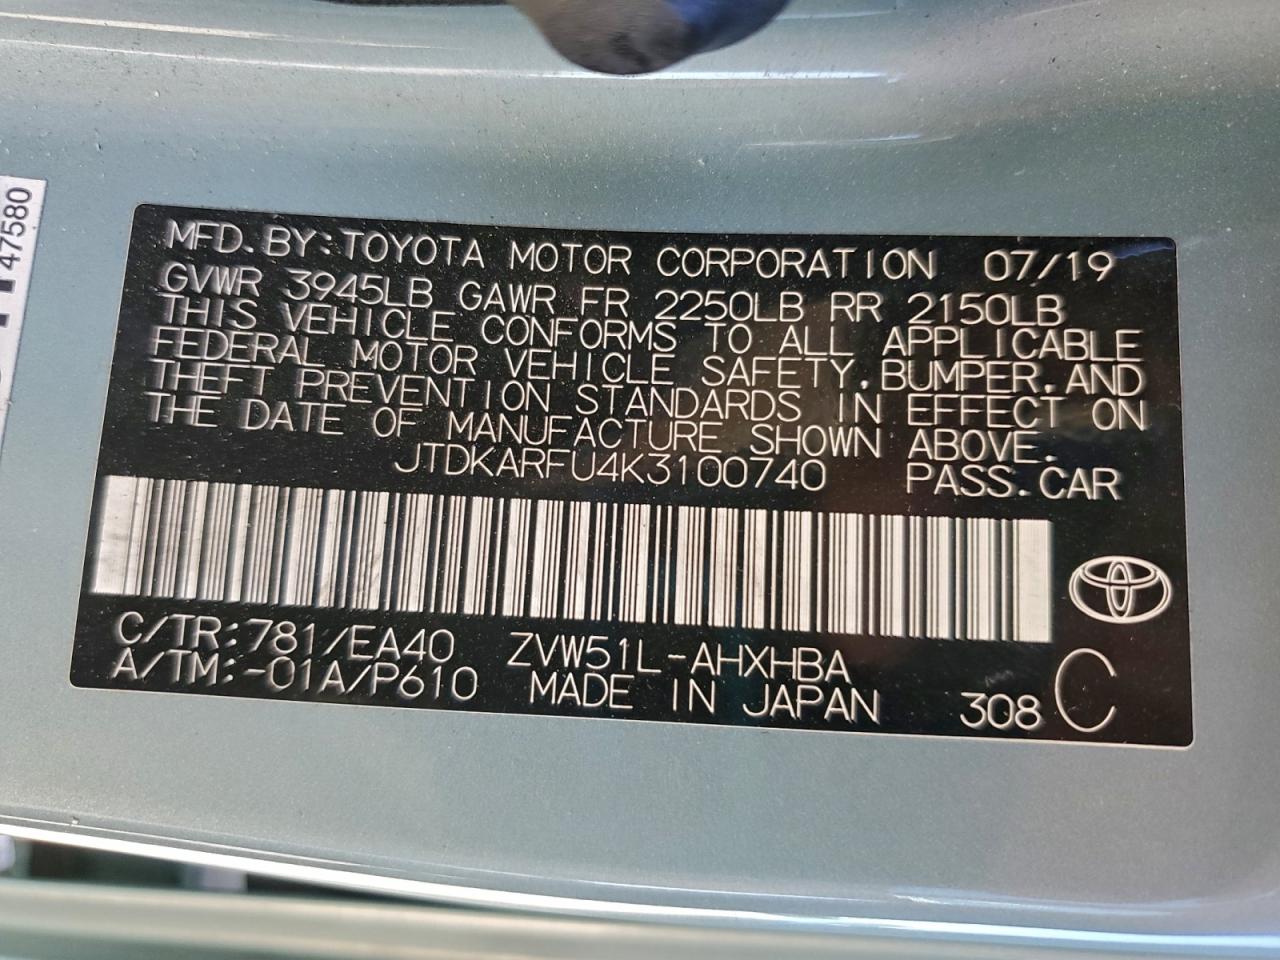 47580
MFD.BY:TOYOTA MOTOR CORPORATION 07/19
GVWR 3945LB GAWR FR 2250LB RR 2150LB
THIS VEHICLE CONFORMS TO ALL APPLICABLE
FEDERAL MOTOR VEHICLE SAFETY,BUMPER,AND
THEFT PREVENTION STANDARDS IN EFFECT ON
THE DATE OF MANUFACTURE SHOWN ABOVE.
JTDKARFU4K3100740 PASS.CAR
C/TR:781/EA40 ZVW51L-AHXHBA
A/TM:-01A/P610 MADE IN JAPAN 308 C